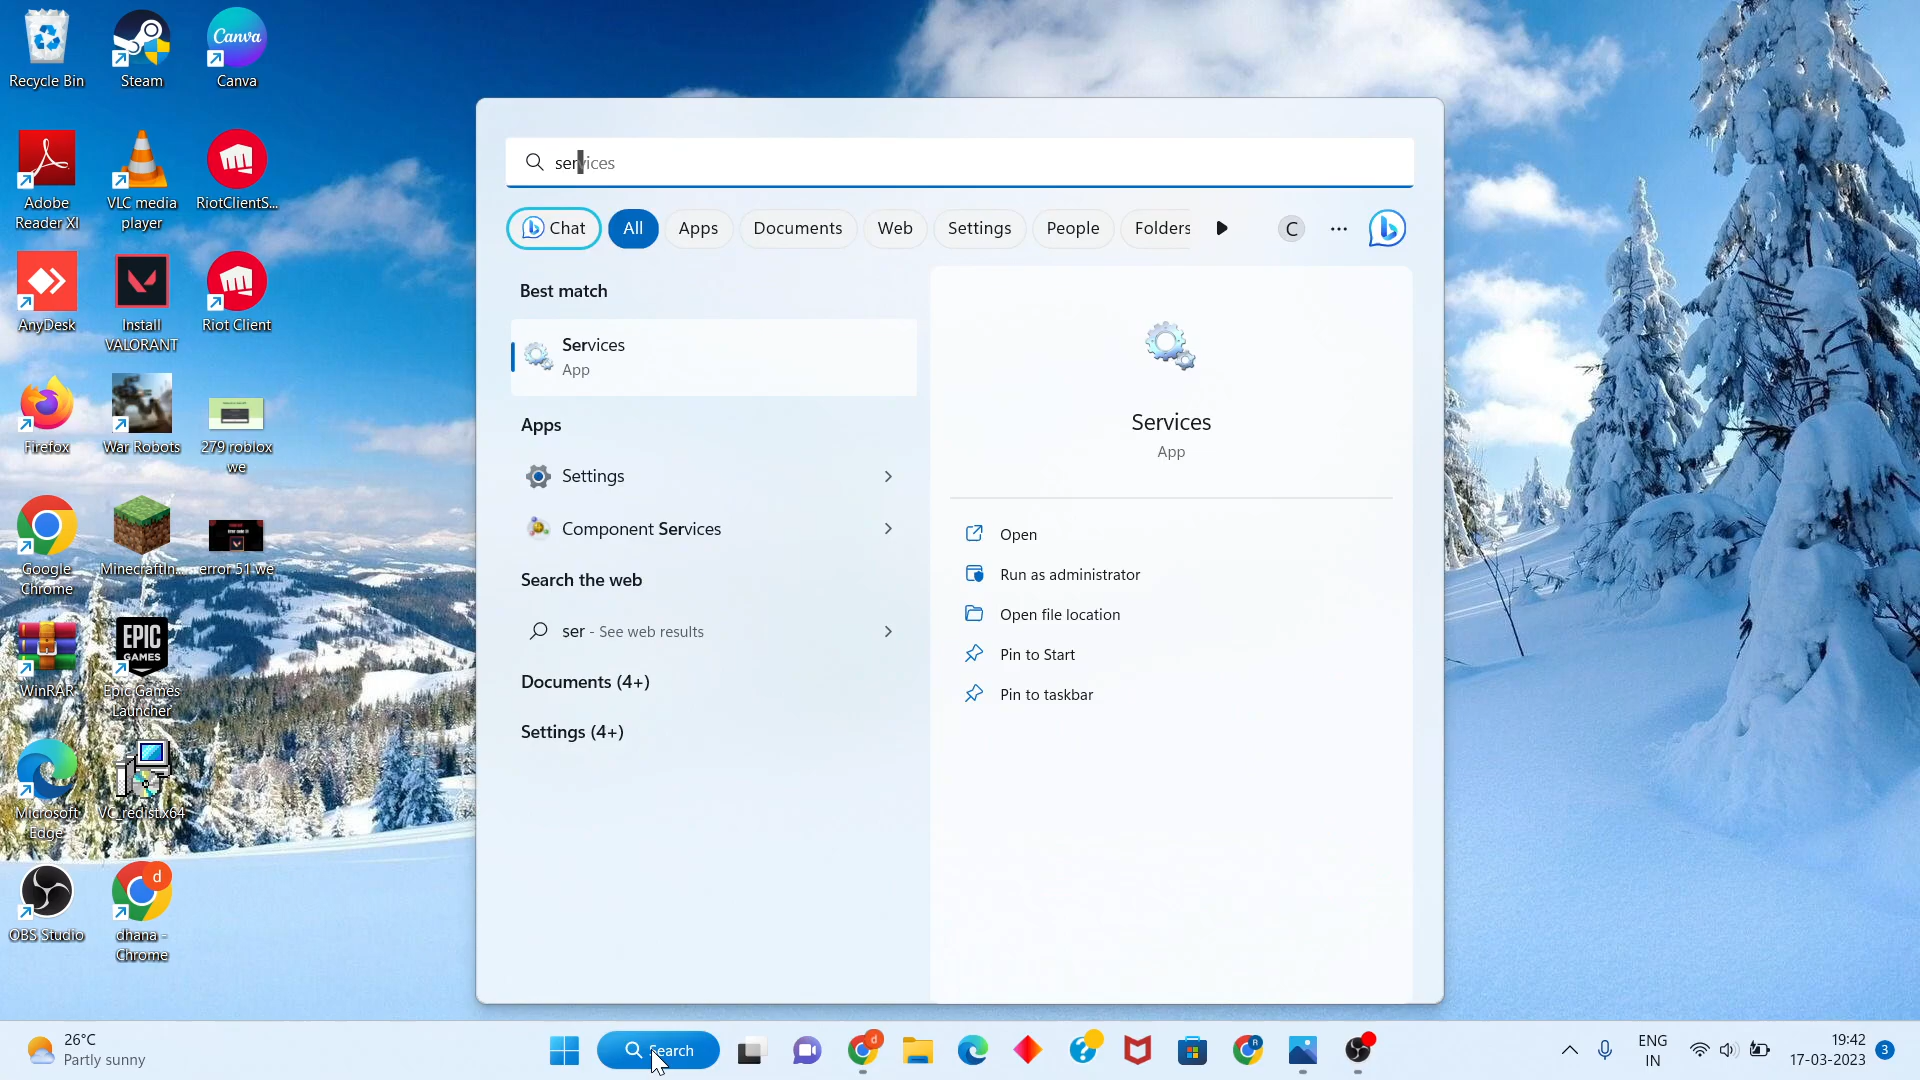 Recycle Bin
Steam
Canva
Canva
Adobe
Reader XI
VLC media
player
RiotClientS...
AnyDesk
Install
VALORANT
Riot Client
Firefox
War Robots
279 roblox
we
Google
Chrome
MinecraftIn...
error 51 we
WinRAR
EPIC
GAMES
Epic Games
Launcher
Microsoft
Edge
VC_redist.x64
OBS Studio
d
dhana -
Chrome
services
Chat
All
Apps
Documents
Web
Settings
People
Folders
C
Best match
Services
App
Apps
Settings
Component Services
Search the web
ser - See web results
Documents (4+)
Settings (4+)
Services
App
Open
Run as administrator
Open file location
Pin to Start
Pin to taskbar
26°C
Partly sunny
Search
d
R
ENG
IN
19:42
17-03-2023
3